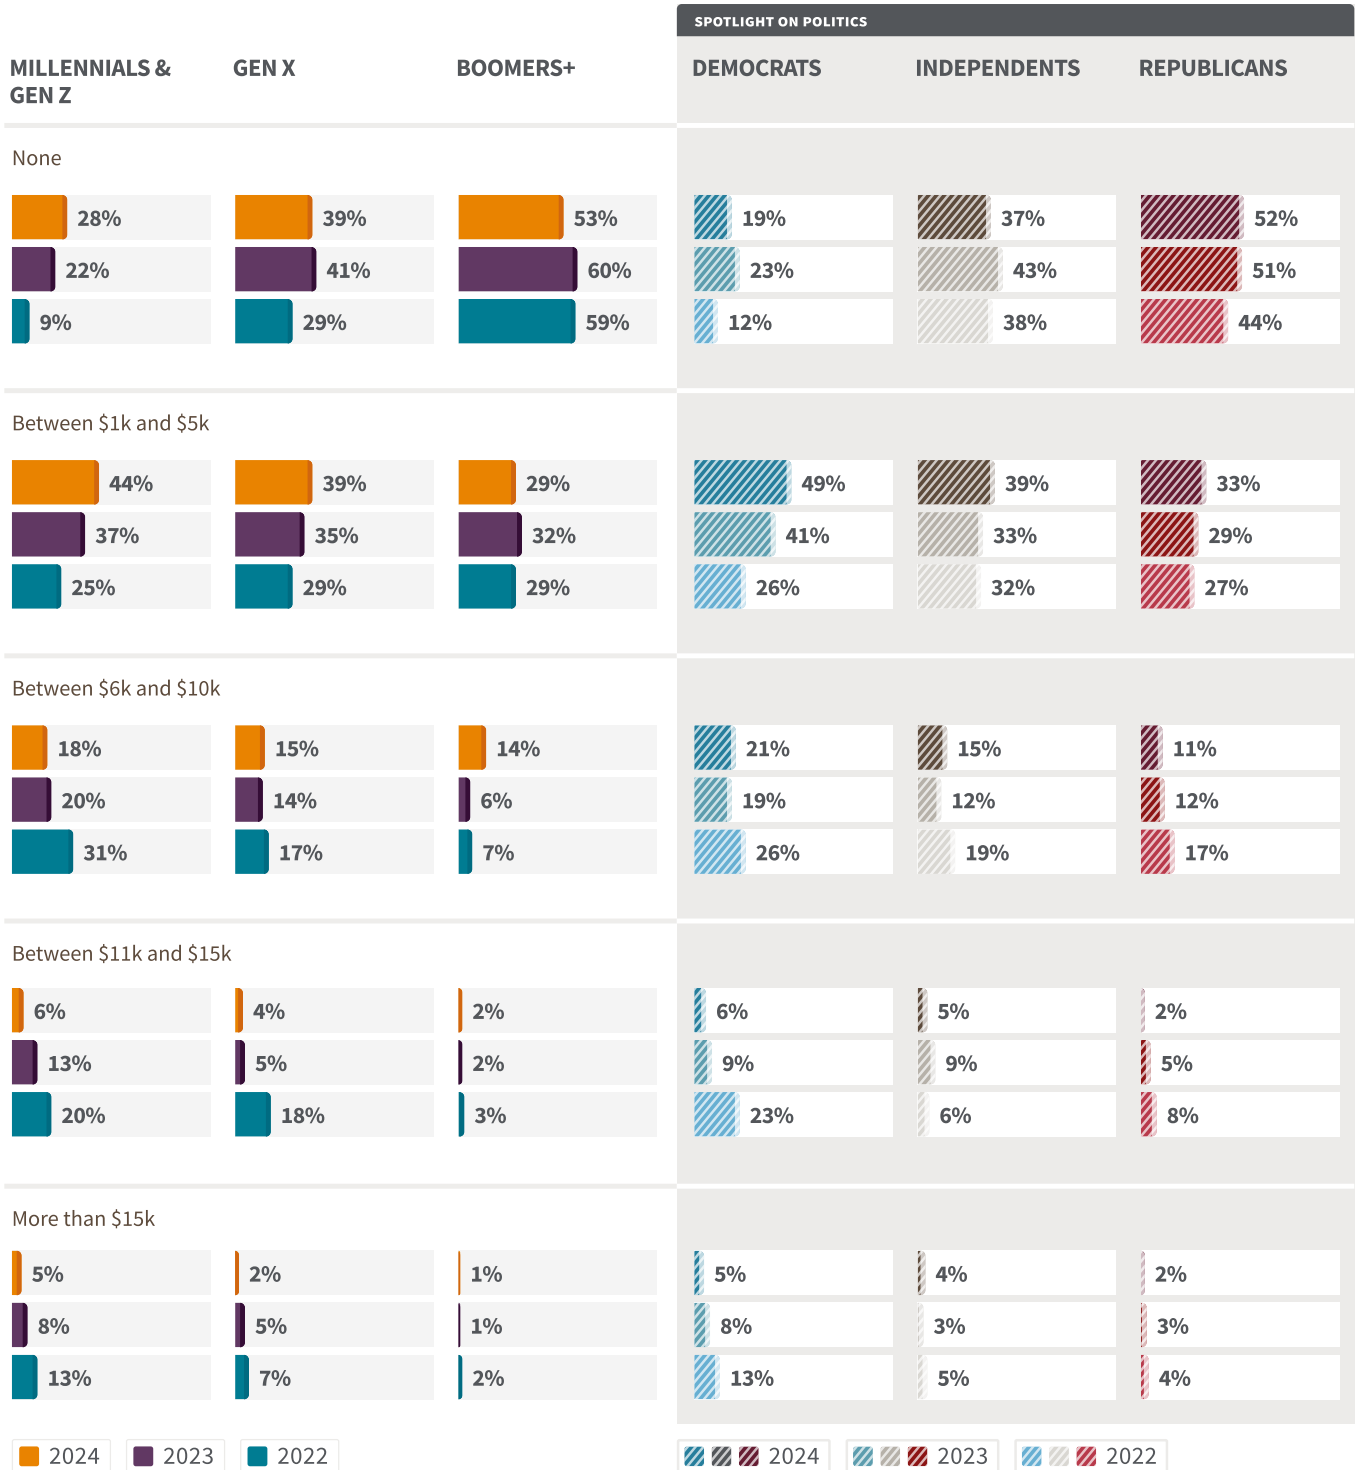 SPOTLIGHT ON POLITICS
MILLENNIALS & GEN X BOOMERS+ DEMOCRATS INDEPENDENTS REPUBLICANS
GEN Z
None
28% 39% 53% 19% 37% 52%
22% 41% 60% 23% 43% 51%
9% 29% 59% 12% 38% 44%
Between $1k and $5k
44% 39% 29% 49% 39% 33%
37% 35% 32% 41% 33% 29%
25% 29% 29% 26% 32% 27%
Between $6k and $10k
18% 15% 14% 21% 15% 11%
20% 14% 6% 19% 12% 12%
31% 17% 7% 26% 19% 17%
Between $11k and $15k
6% 4% 2% 6% 5% 2%
13% 5% 2% 9% 9% 5%
20% 18% 3% 23% 6% 8%
More than $15k
5% 2% 1% 5% 4% 2%
8% 5% 1% 8% 3% 3%
13% 7% 2% 13% 5% 4%
2024 2023 2022 2024 2023 2022